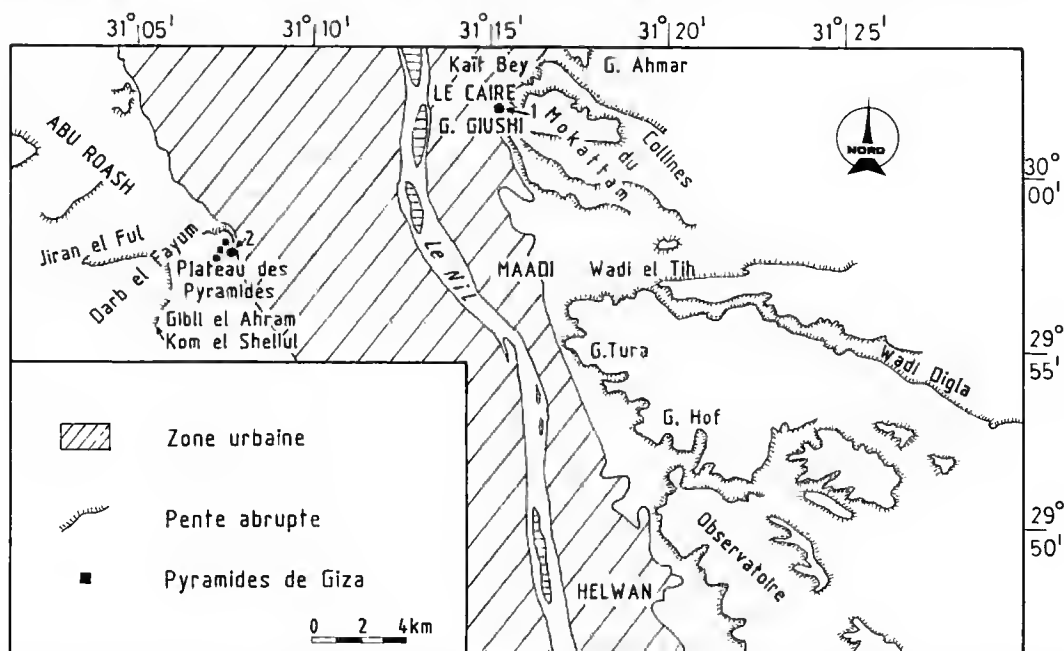 31° 05' 31° 10' 31° 15' 31° 20' 31° 25'
Kaït Bey
G. Ahmar
LE CAIRE
1
G. GIUSHI
Collines
du
Mokattam
NORD
30°
00'
ABU ROASH
Jiran el Ful
Darb el Fayum
2
Plateau des
Pyramides
Gibli el Ahram
Kom el Shellul
Le Nil
MAADI
Wadi el Tih
29°
55'
G. Tura
Wadi Digla
G. Hof
Observatoire
29°
50'
HELWAN
Zone urbaine
Pente abrupte
Pyramides de Giza
0 2 4km